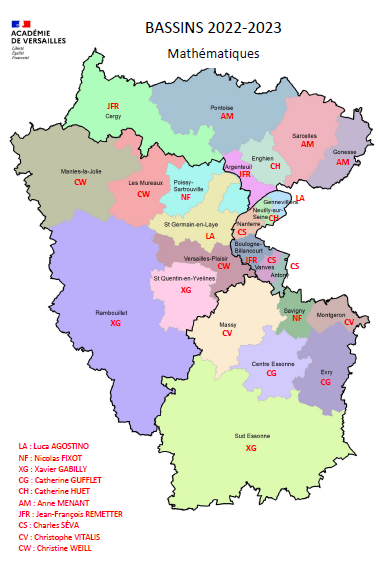 ACADÉMIE
DE VERSAILLES
Liberté
Égalité
Fraternité
BASSINS 2022-2023
Mathématiques
JFR
Cergy
Pontoise
AM
Sarcelles
AM
Gonesse
AM
Enghien
CH
Argenteuil
JFR
Mantes-la-Jolie
CW
Les Mureaux
CW
Poissy-
Sartrouville
NF
Gennevilliers
LA
Neuilly-sur-
Seine
CH
Nanterre
CS
St Germain-en-Laye
LA
Boulogne-
Billancourt
JFR
Vanves
CS
Antony
CS
Versailles-Plaisir
CW
St Quentin-en-Yvelines
XG
Rambouillet
XG
Massy
CV
Savigny
NF
Montgeron
CV
Centre Essonne
CG
Evry
CG
Sud Essonne
XG
LA : Luca AGOSTINO
NF : Nicolas FIXOT
XG : Xavier GABILLY
CG : Catherine GUFFLET
CH : Catherine HUET
AM : Anne MENANT
JFR : Jean-François REMETTER
CS : Charles SÉVA
CV : Christophe VITALIS
CW : Christine WEILL